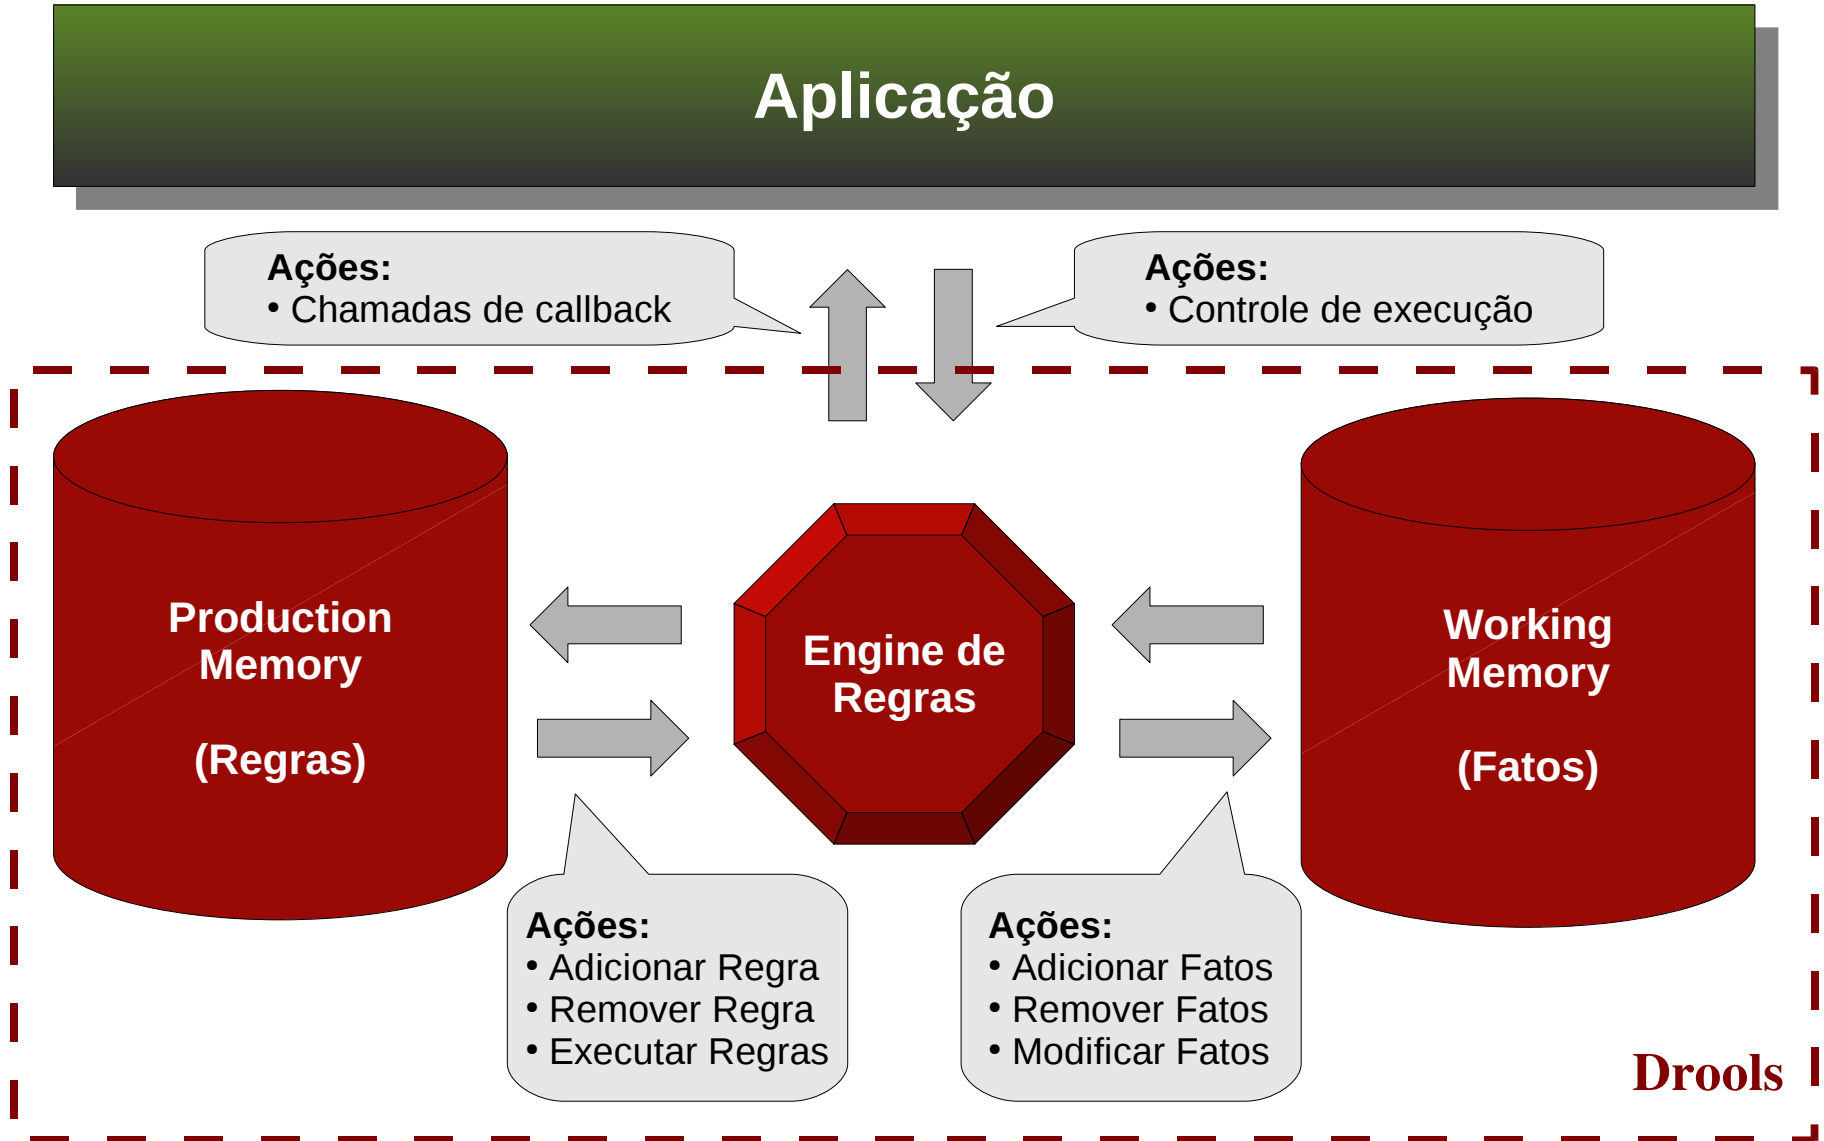 Aplicação
Ações:
• Chamadas de callback
Ações:
• Controle de execução
Production
Memory
(Regras)
Engine de
Regras
Working
Memory
(Fatos)
Ações:
• Adicionar Regra
• Remover Regra
• Executar Regras
Ações:
• Adicionar Fatos
• Remover Fatos
• Modificar Fatos
Drools